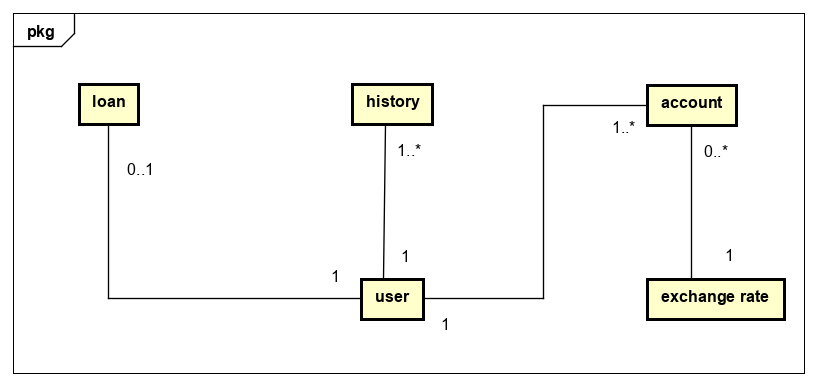 pkg
loan
history
account
0..1
1..*
1..*
0..*
1
1
1
user
exchange rate
1